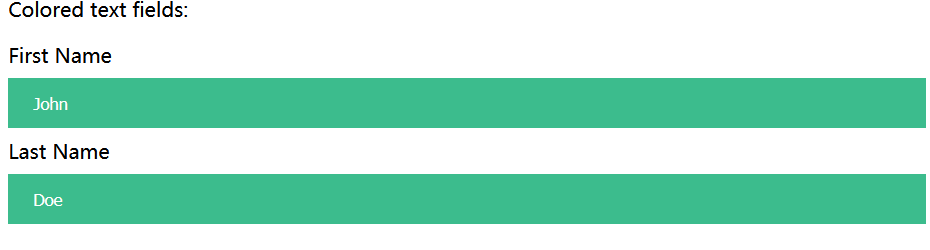 Colored text fields:
First Name
John
Last Name
Doe